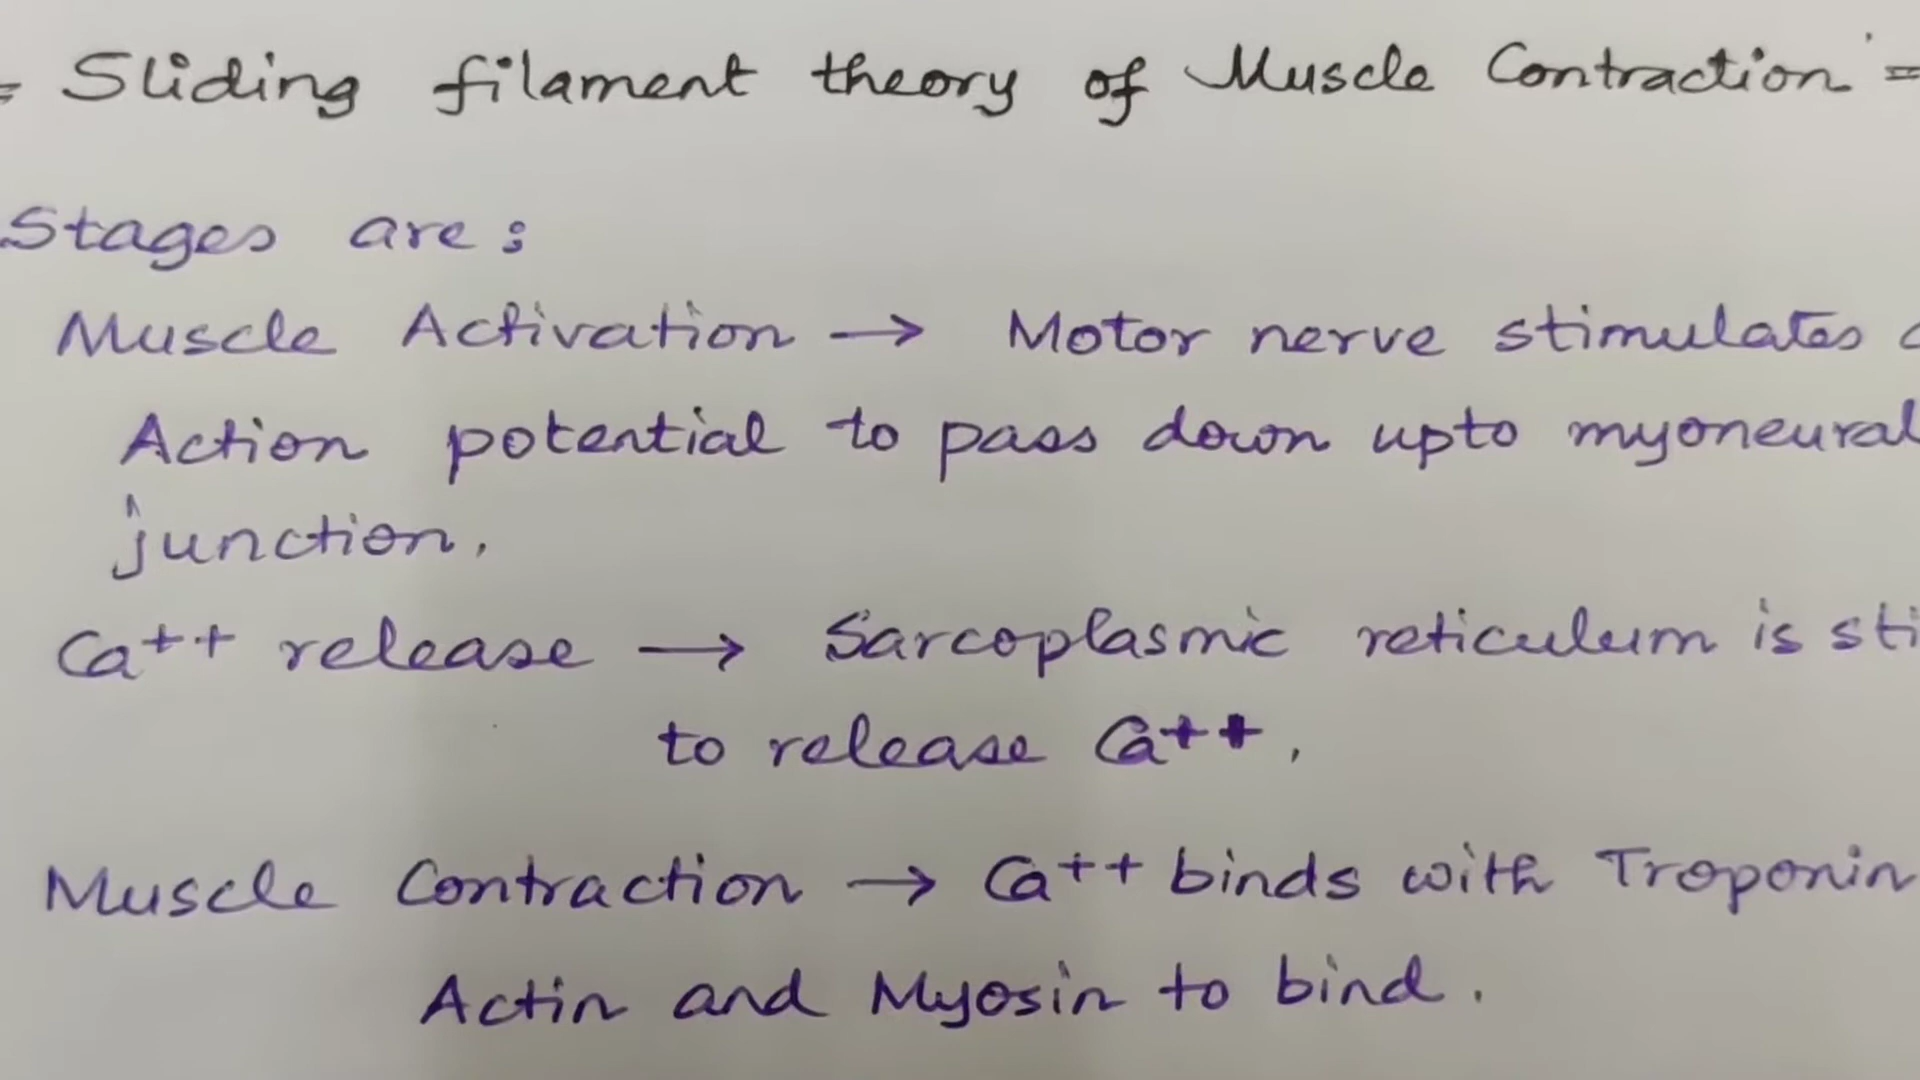 = Sliding filament theory of Muscle Contraction =
Stages are:
Muscle Activation → Motor nerve stimulates
Action potential to pass down upto myoneural
junction.
Ca++ release → Sarcoplasmic reticulum is sti
to release Ca++.
Muscle Contraction → Ca++ binds with Troponin
Actin and Myosin to bind.